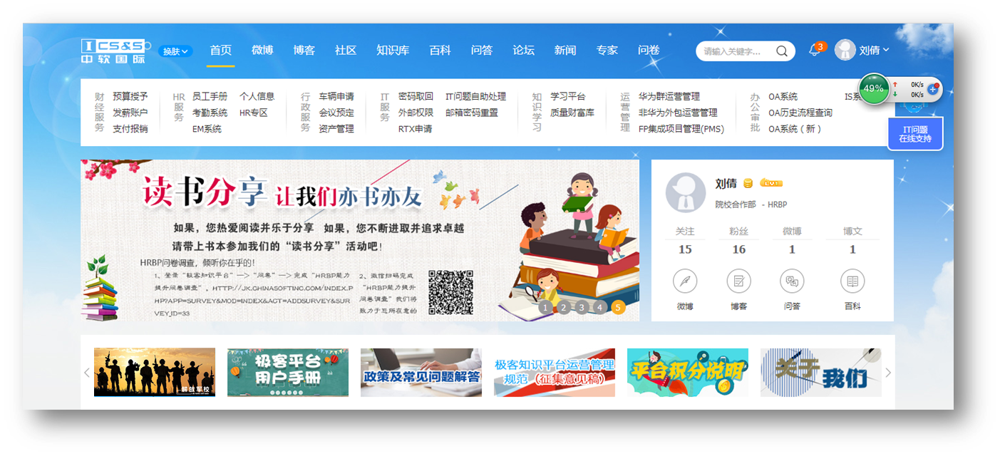 ICS&S
中软国际
换肤
首页 微博 博客 社区 知识库 百科 问答 论坛 新闻 专家 问卷
请输入关键字...
3
刘倩
财经服务
预算授予
发薪账户
支付报销
HR服务
员工手册 个人信息
考勤系统 HR专区
EM系统
行政服务
车辆申请
会议预定
资产管理
IT服务
密码取回 IT问题自助处理
外部权限 邮箱密码重置
RTX申请
知识学习
学习平台
质量财富库
运营管理
华为群运营管理
非华为外包运营管理
FP集成项目管理(PMS)
办公审批
OA系统
OA历史流程查询
OA系统（新）
49%
0K/s
0K/s
IT问题
在线支持
读书分享 让我们亦书亦友
如果，您热爱阅读并乐于分享 如果，您不断进取并追求卓越
请带上书本参加我们的“读书分享”活动吧！
HRBP问卷调查，倾听你在乎的！
1、登录“极客知识平台”—>“问卷”—>完成“HRBP能力
提升问卷调查”，HTTP://JK.CHINASOFTINC.COM/INDEX.P
HP?APP=SURVEY&MOD=INDEX&ACT=ADDSURVEY&SUR
VEY_ID=33
2、微信扫码完成
“HRBP能力提升
问卷调查”我们将
致力于您所在意的
1 2 3 4 5
刘倩 LV1
院校合作部 - HRBP
关注 粉丝 微博 博文
15 16 1 1
微博 博客 问答 百科
解放军校
极客平台
用户手册
政策及常见问题解答
极客知识平台运营管理
规范（征集意见稿）
平台积分说明
关于
我们